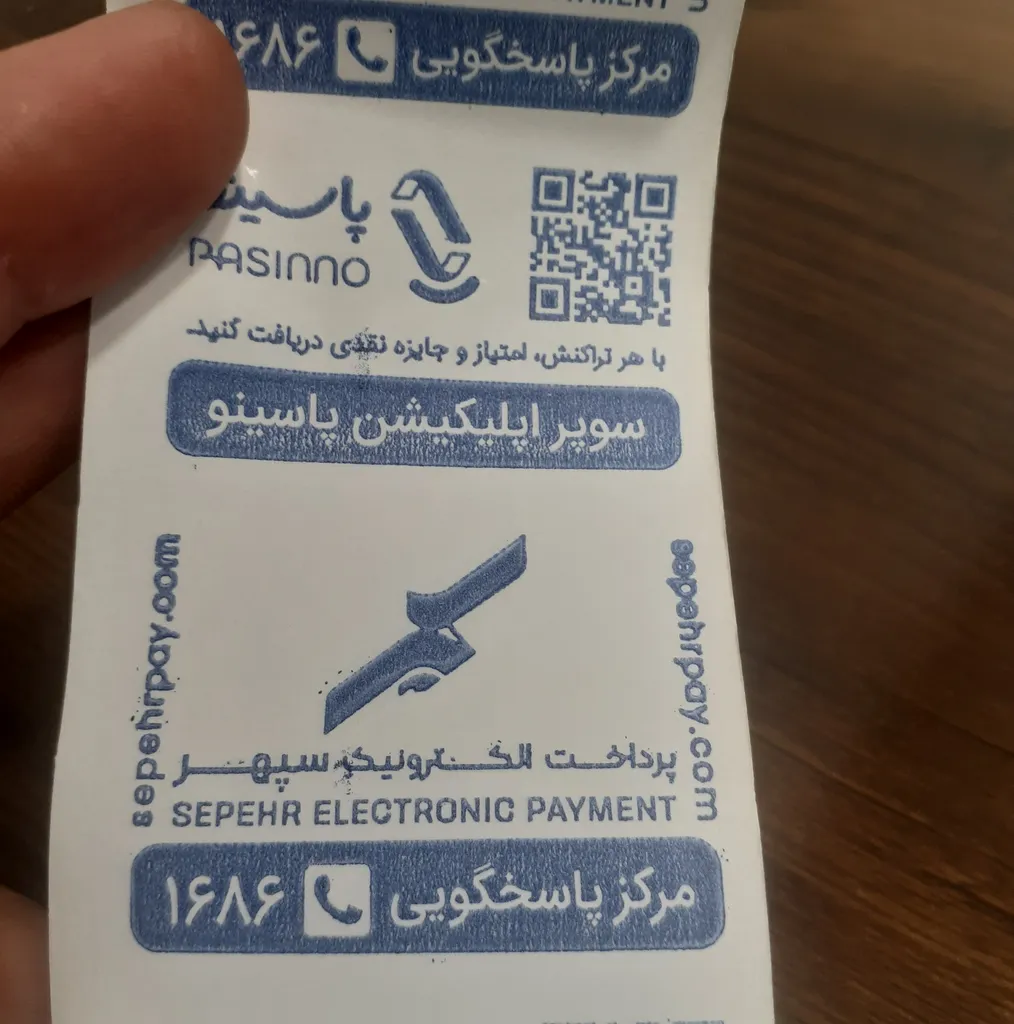 مرکز پاسخگویی ۱۶۸۶
PASINNO
با هر تراکنش، امتیاز و جایزه نقدی دریافت کنید.
سوپر اپلیکیشن پاسینو
sepehrpay.com
sepehrpay.com
پرداخت الکترونیک سپهر
SEPEHR ELECTRONIC PAYMENT
مرکز پاسخگویی ۱۶۸۶